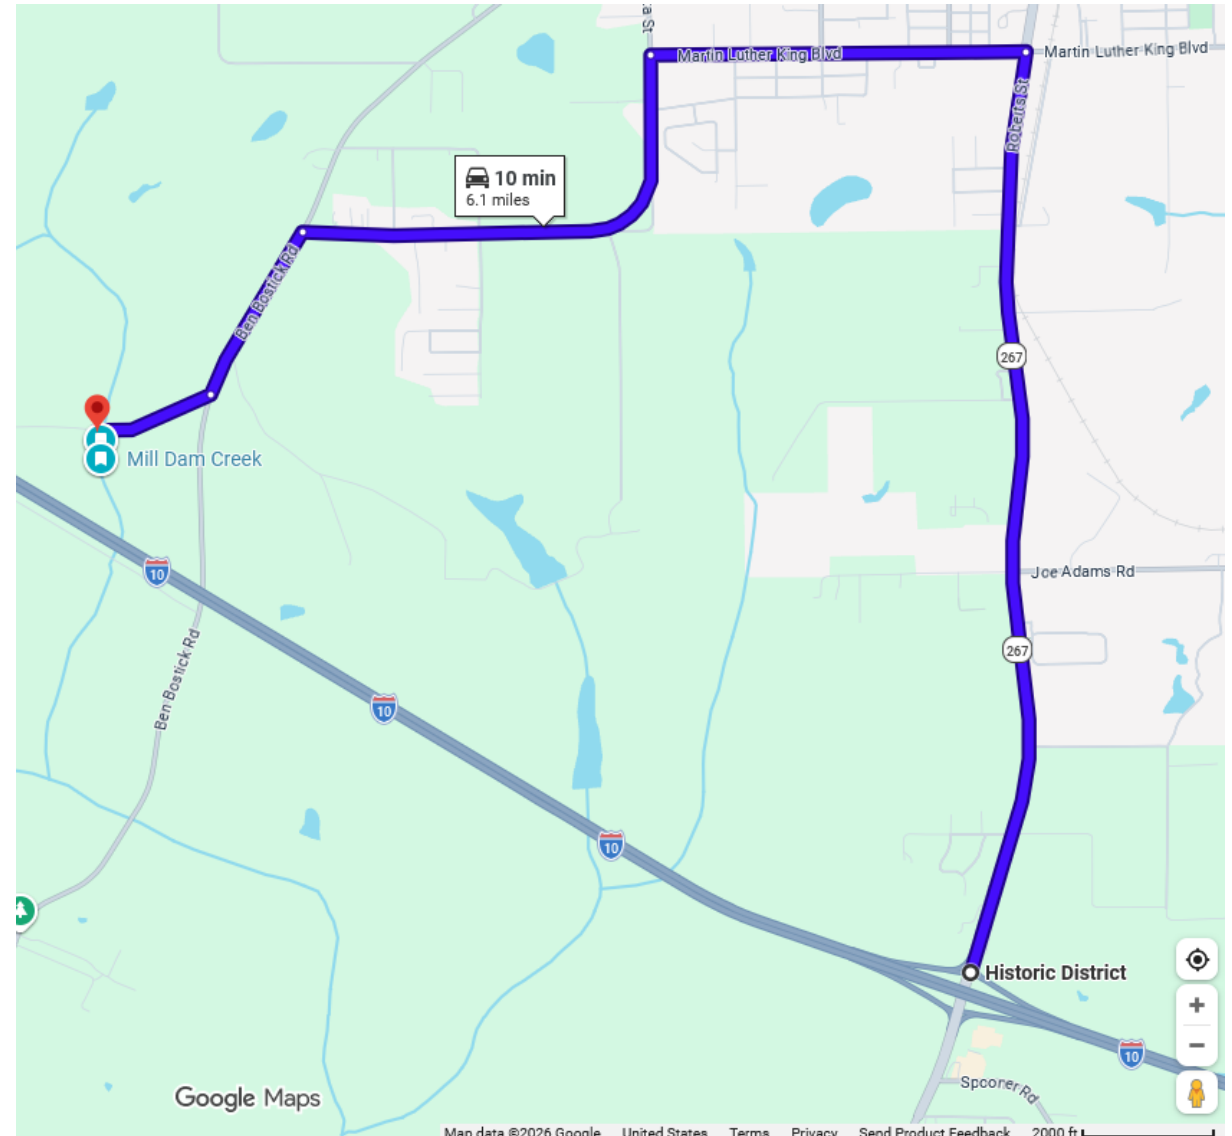 a St
Martin Luther King Blvd
Martin Luther King Blvd
Roberts St
10 min
6.1 miles
Ben Bostick Rd
267
Mill Dam Creek
10
Joe Adams Rd
267
Ben Bostick Rd
10
10
Historic District
10
Spooner Rd
Google Maps
Map data ©2026 Google United States Terms Privacy Send Product Feedback 2000 ft